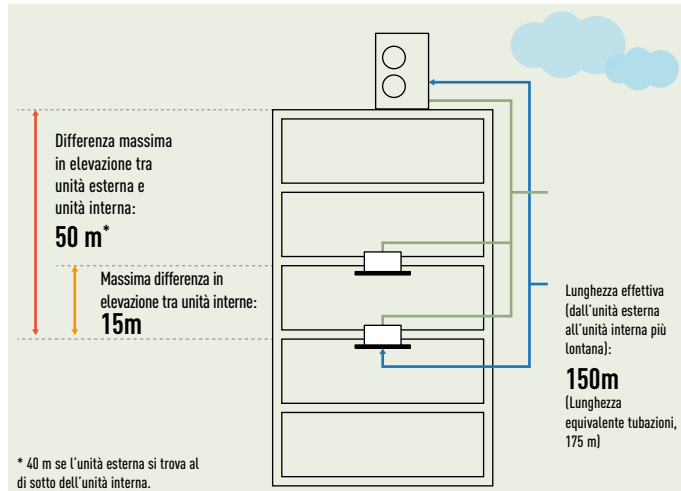 Differenza massima
in elevazione tra
unità esterna e
unità interna:
50 m*
Massima differenza in
elevazione tra unità interne:
15m
Lunghezza effettiva
(dall'unità esterna
all'unità interna più
lontana):
150m
(Lunghezza
equivalente tubazioni,
175 m)
* 40 m se l'unità esterna si trova al
di sotto dell'unità interna.